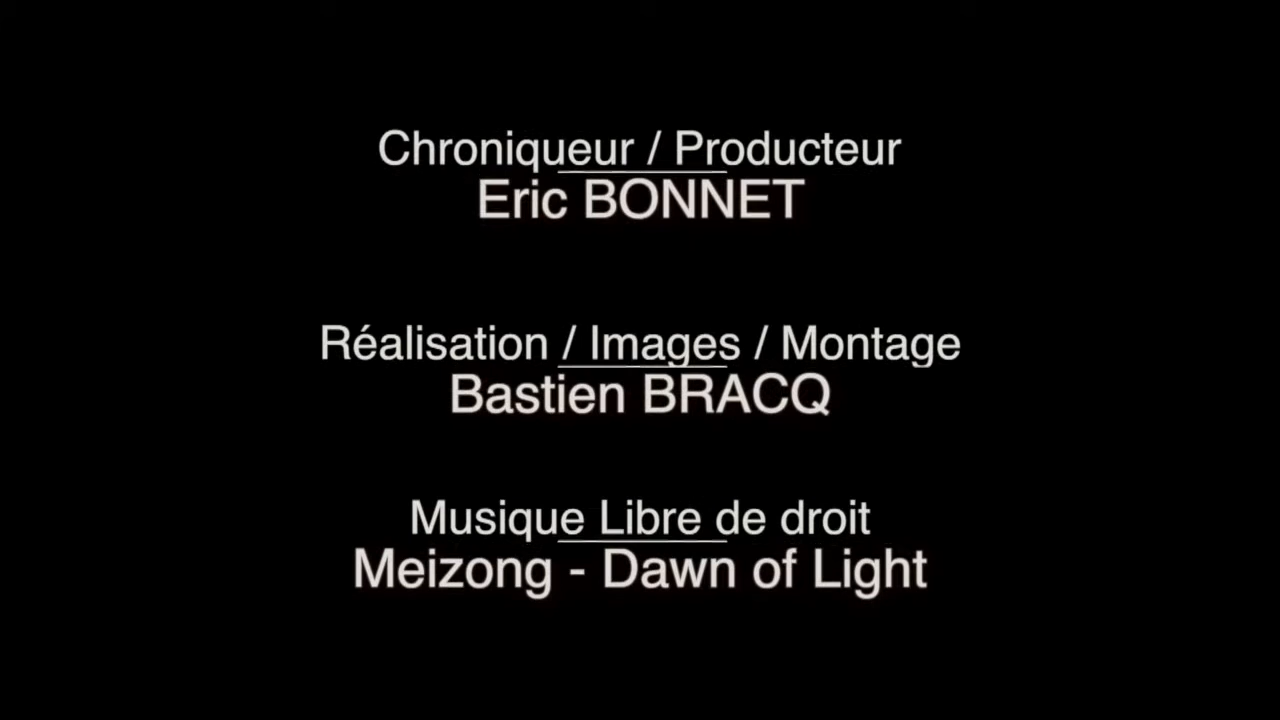 Chroniqueur / Producteur
Eric BONNET
Réalisation / Images / Montage
Bastien BRACQ
Musique Libre de droit
Meizong - Dawn of Light